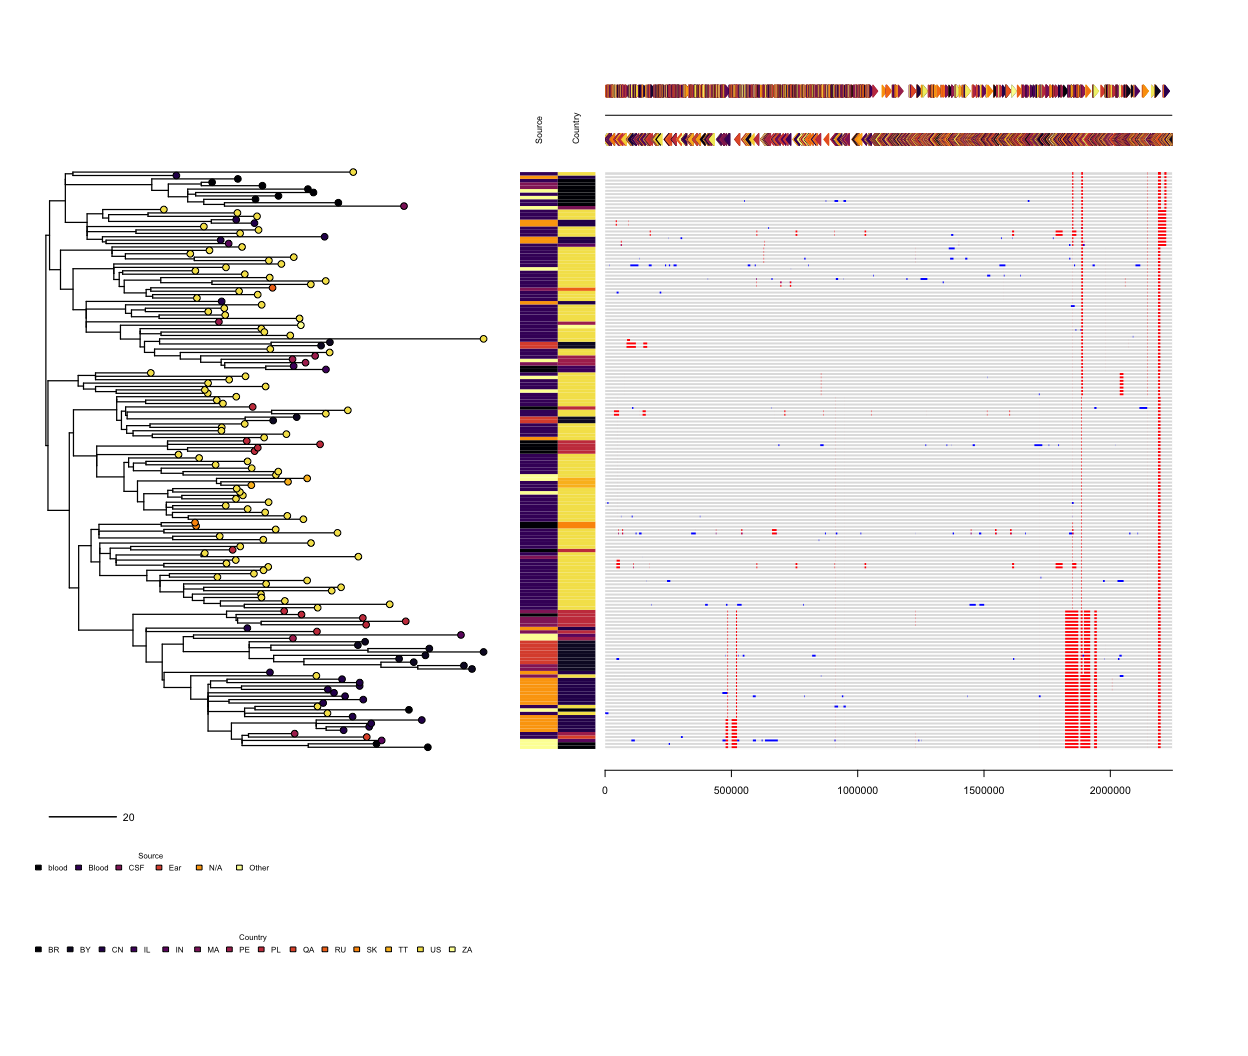 Source
Country
0 500000 1000000 1500000 2000000
20
Source
blood Blood CSF Ear N/A Other
Country
BR BY CN IL IN MA PE PL QA RU SK TT US ZA